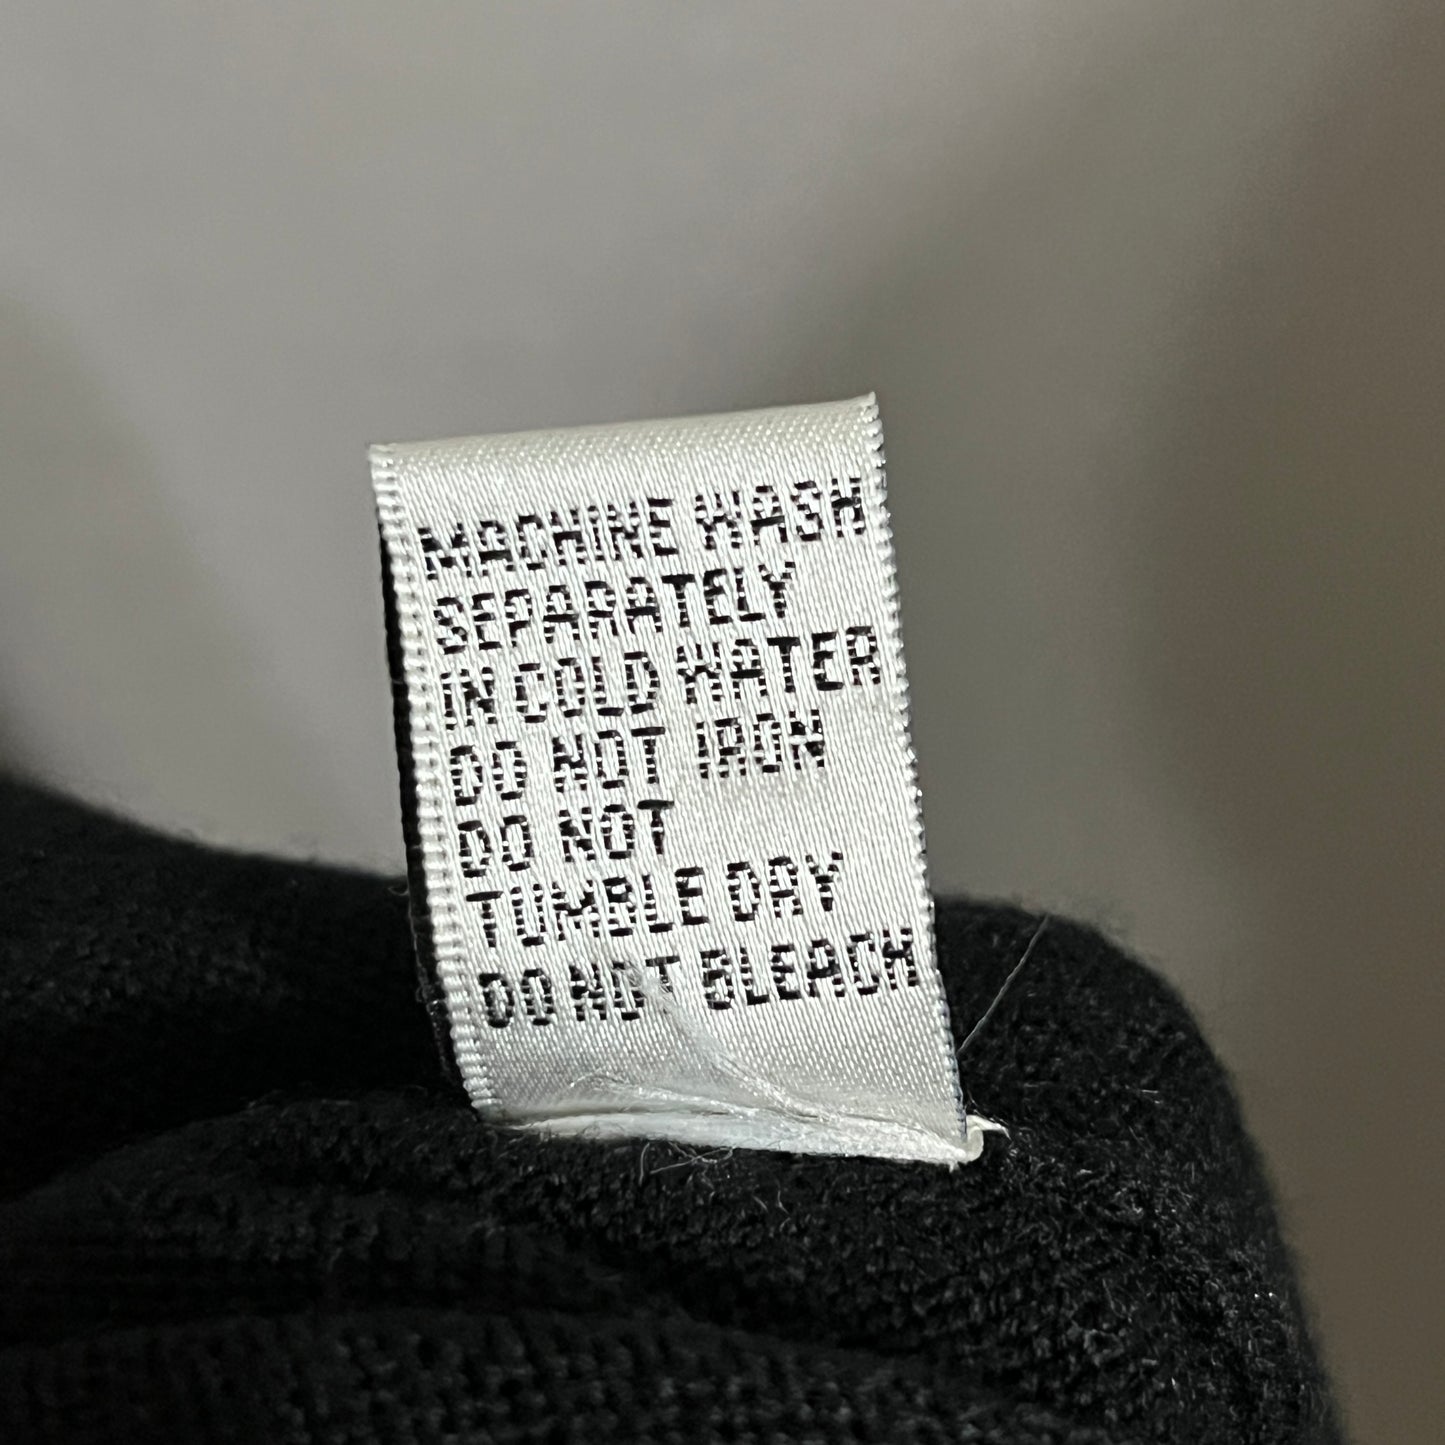 MACHINE WASH
SEPARATELY
IN COLD WATER
DO NOT IRON
DO NOT
TUMBLE DRY
DO NOT BLEACH